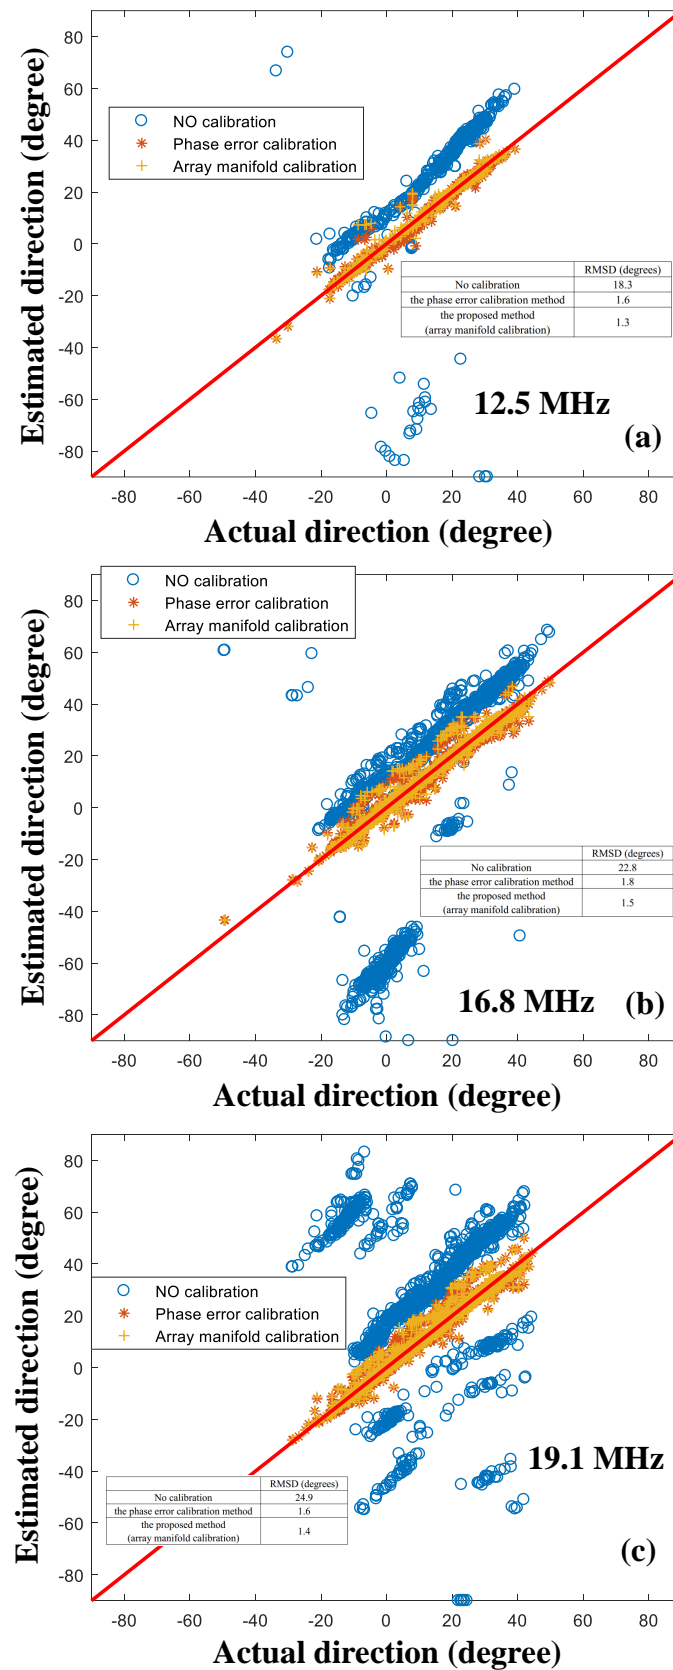 80
60
40
20
0
-20
-40
-60
-80
Estimated direction (degree)
NO calibration
Phase error calibration
Array manifold calibration
RMSD (degrees)
No calibration 18.3
the phase error calibration method 1.6
the proposed method
(array manifold calibration) 1.3
12.5 MHz
(a)
-80 -60 -40 -20 0 20 40 60 80
Actual direction (degree)
NO calibration
Phase error calibration
Array manifold calibration
80
60
40
20
0
-20
-40
-60
-80
Estimated direction (degree)
RMSD (degrees)
No calibration 22.8
the phase error calibration method 1.8
the proposed method
(array manifold calibration) 1.5
16.8 MHz (b)
-80 -60 -40 -20 0 20 40 60 80
Actual direction (degree)
80
60
40
20
0
-20
-40
-60
-80
Estimated direction (degree)
NO calibration
Phase error calibration
Array manifold calibration
19.1 MHz
RMSD (degrees)
No calibration 24.9
the phase error calibration method 1.6
the proposed method
(array manifold calibration) 1.4
(c)
-80 -60 -40 -20 0 20 40 60 80
Actual direction (degree)